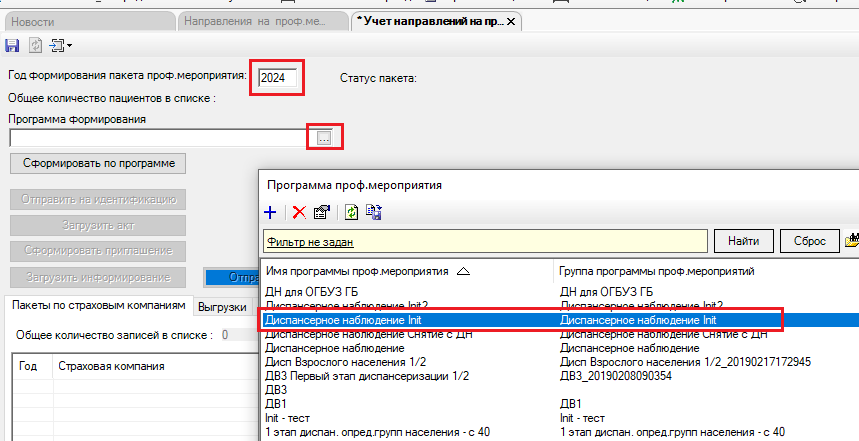 Новости
Направления на проф.ме...
* Учет направлений на пр...
Год формирования пакета проф.мероприятия:
2024
Статус пакета:
Общее количество пациентов в списке :
Программа формирования
...
Сформировать по программе
Отправить на идентификацию
Загрузить акт
Сформировать приглашение
Загрузить информирование
Отпра
Пакеты по страховым компаниям
Выгрузки
Общее количество записей в списке :
0
Год
Страховая компания
Программа проф.мероприятия
Фильтр не задан
Найти
Сброс
Имя программы проф.мероприятия
Группа программы проф.мероприятий
ДН для ОГБУЗ ГБ
ДН для ОГБУЗ ГБ
Диспансерное наблюдение Init2
Диспансерное наблюдение Init2
Диспансерное наблюдение Init
Диспансерное наблюдение Init
Диспансерное наблюдение Снятие с ДН
Диспансерное наблюдение Снятие с ДН
Диспансерное наблюдение
Диспансерное наблюдение
Дисп Взрослого населения 1/2
Дисп Взрослого населения 1/2_20190217172945
ДВ3 Первый этап диспансеризации 1/2
ДВ3_20190208090354
ДВ3
ДВ1
ДВ1
Init - тест
Init - тест
1 этап диспан. опред.групп населения - с 40
1 этап диспан. опред.групп населения - с 40